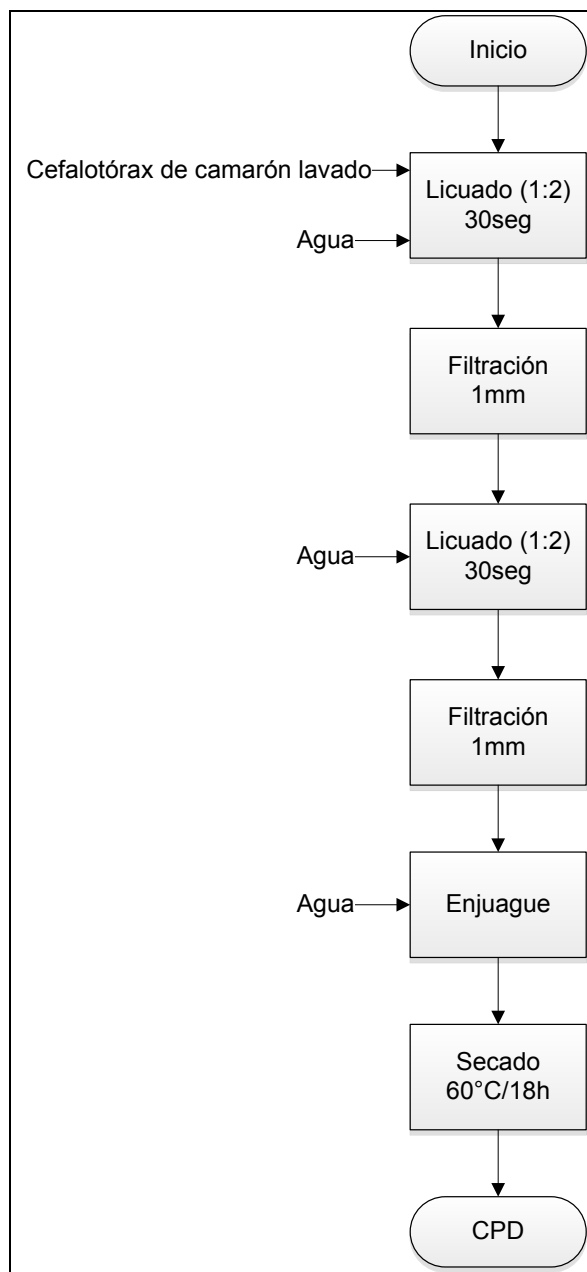 Inicio
Cefalotórax de camarón lavado
Licuado (1:2)
30seg
Agua
Filtración
1mm
Licuado (1:2)
30seg
Agua
Filtración
1mm
Agua
Enjuague
Secado
60°C/18h
CPD